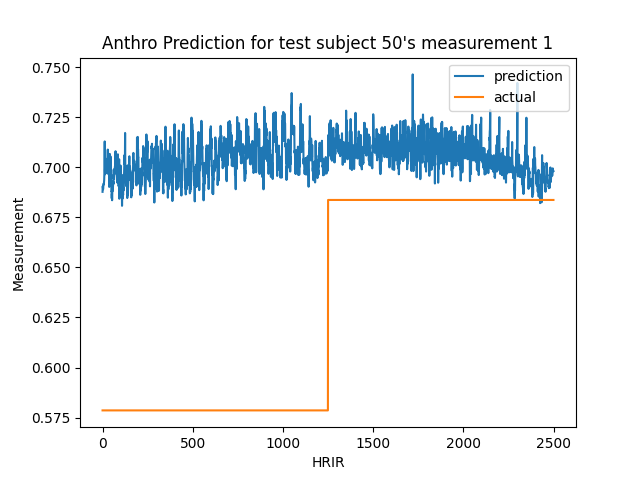 Anthro Prediction for test subject 50's measurement 1
prediction
actual
0.750
0.725
0.700
0.675
0.650
0.625
0.600
0.575
Measurement
0
500
1000
1500
2000
2500
HRIR